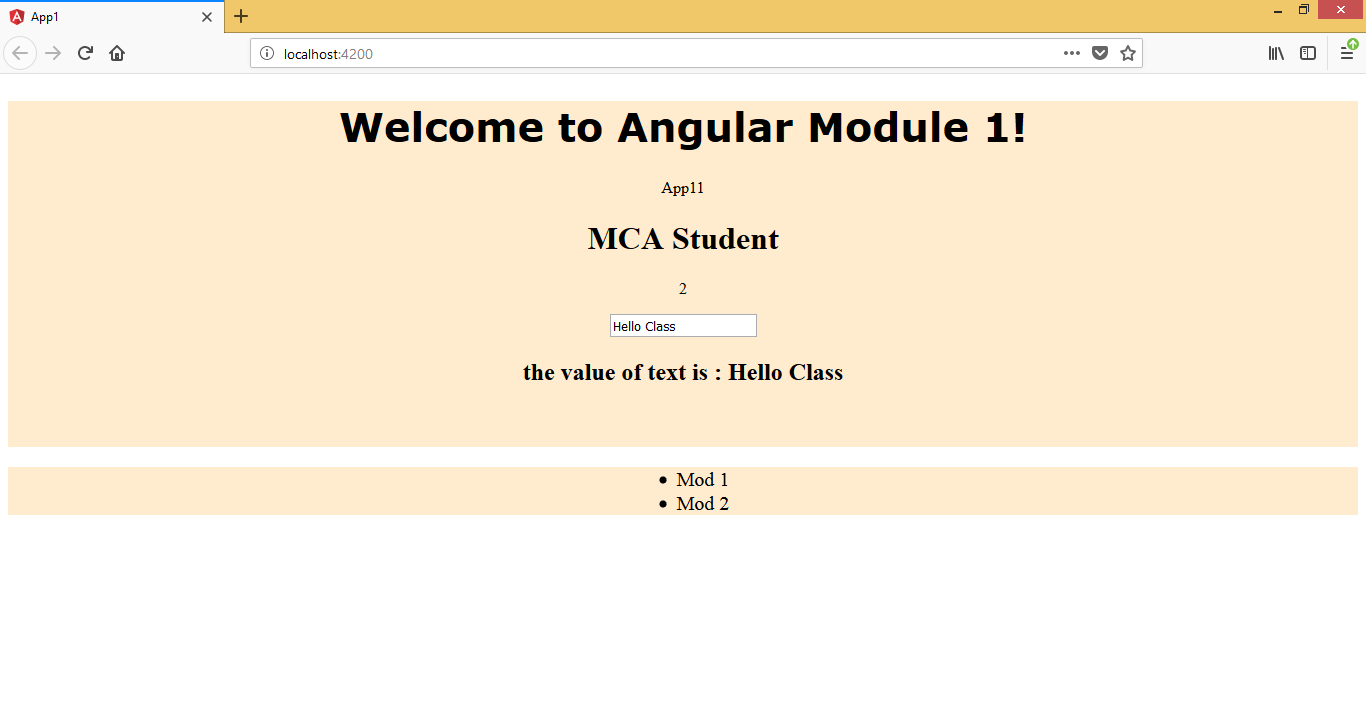 App1
localhost:4200
Welcome to Angular Module 1!
App11
MCA Student
2
Hello Class
the value of text is : Hello Class
• Mod 1
• Mod 2